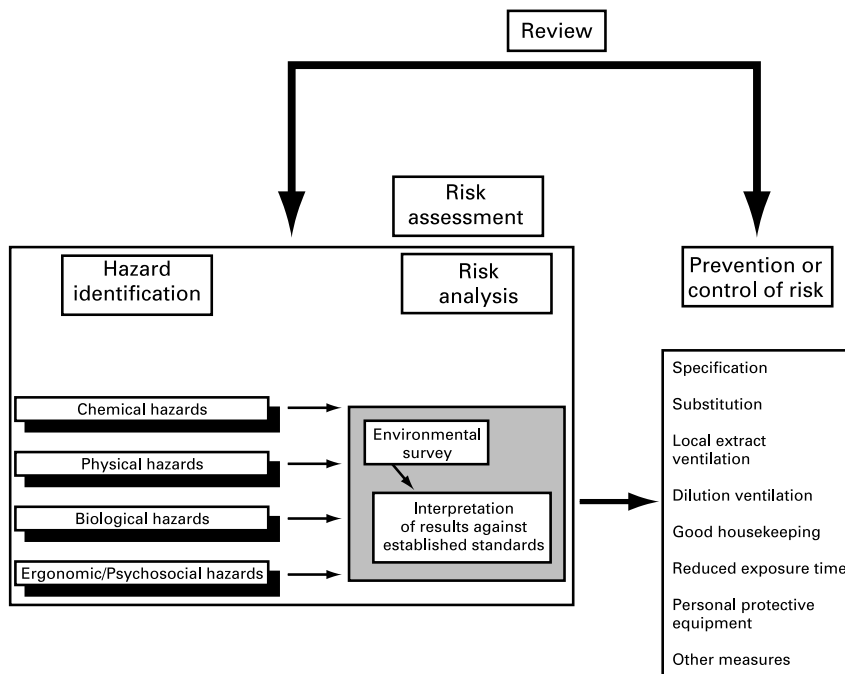 Review
Risk
assessment
Hazard
identification
Risk
analysis
Prevention or
control of risk
Chemical hazards
Physical hazards
Biological hazards
Ergonomic/Psychosocial hazards
Environmental
survey
Interpretation
of results against
established standards
Specification
Substitution
Local extract
ventilation
Dilution ventilation
Good housekeeping
Reduced exposure time
Personal protective
equipment
Other measures